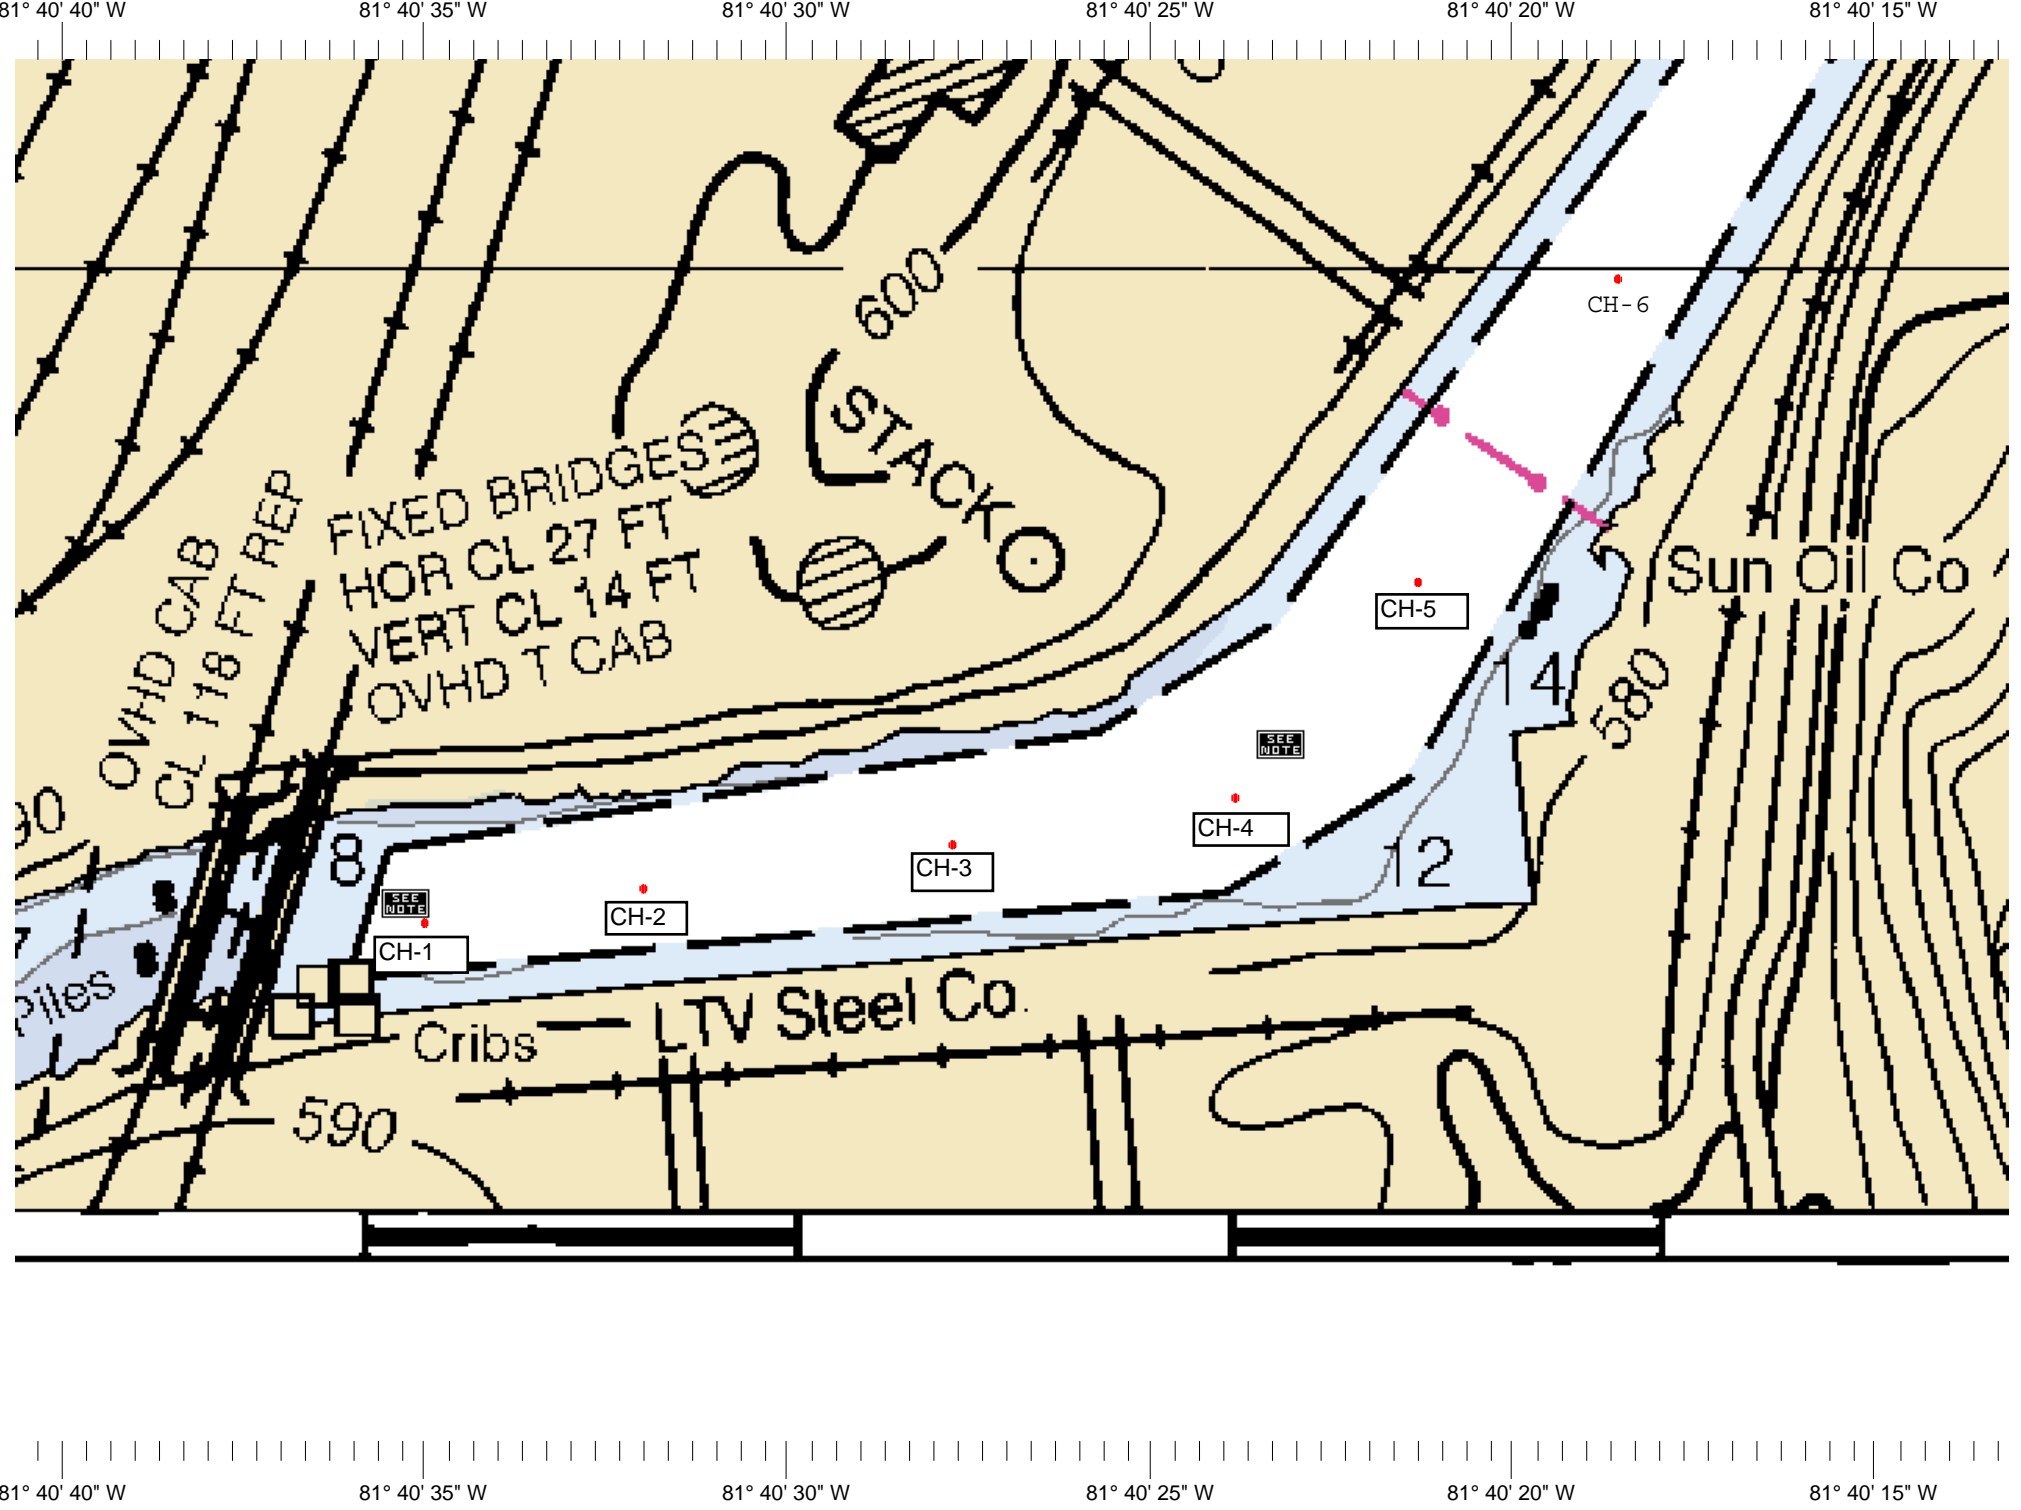 81° 40' 40" W
81° 40' 35" W
81° 40' 30" W
81° 40' 25" W
81° 40' 20" W
81° 40' 15" W
600
CH-6
STACK
FIXED BRIDGES
HOR CL 27 FT
VERT CL 14 FT
OVHD T CAB
OVHD CAB
CL 118 FT REP
Sun Oil Co
CH-5
14
580
SEE
NOTE
CH-4
12
CH-3
90
8
SEE
NOTE
CH-2
CH-1
7
Piles
LTV Steel Co.
Cribs
590
81° 40' 40" W
81° 40' 35" W
81° 40' 30" W
81° 40' 25" W
81° 40' 20" W
81° 40' 15" W